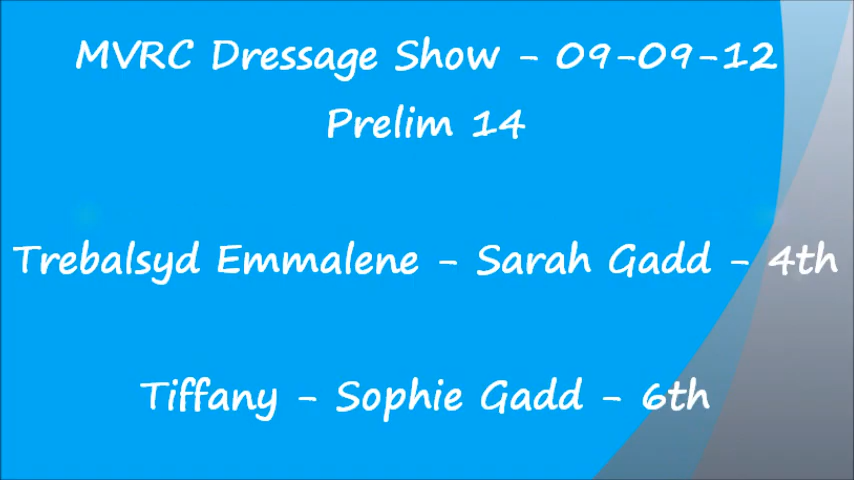 MVRC Dressage Show - 09-09-12
Prelim 14
Trebalsyd Emmalene - Sarah Gadd - 4th
Tiffany - Sophie Gadd - 6th